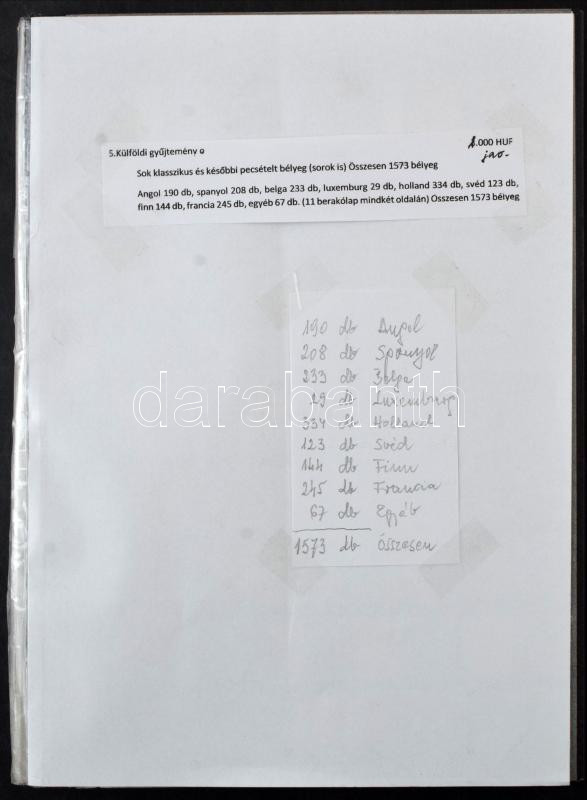 5.Külföldi gyűjtemény ⊙
.000 HUF
Sok klasszikus és későbbi pecsételt bélyeg (sorok is) Összesen 1573 bélyeg
Angol 190 db, spanyol 208 db, belga 233 db, luxemburg 29 db, holland 334 db, svéd 123 db,
finn 144 db, francia 245 db, egyéb 67 db. (11 berakólap mindkét oldalán) Összesen 1573 bélyeg
190 db Angol
208 db Spanyol
233 db Belga
29 db Luxemburg
334 db Holland
123 db Svéd
144 db Finn
245 db Francia
67 db Egyéb
1573 db Összesen
darabanth